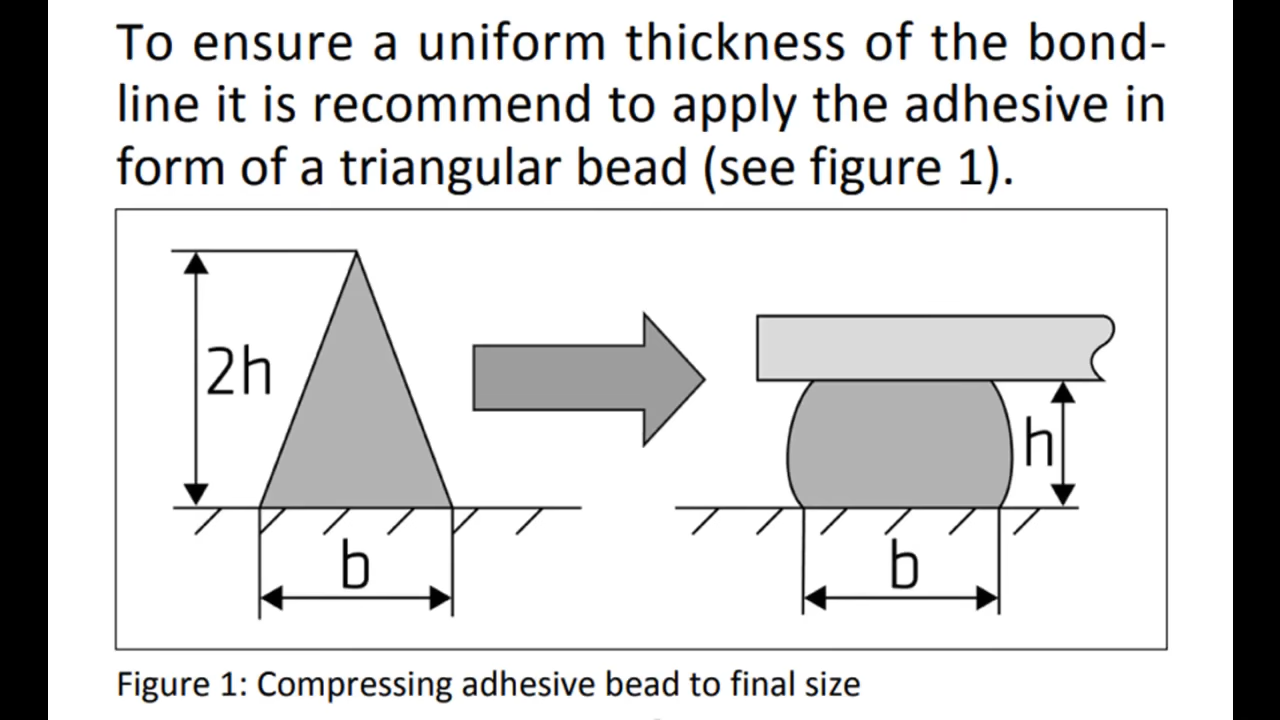 To ensure a uniform thickness of the bond-
line it is recommend to apply the adhesive in
form of a triangular bead (see figure 1).
2h
h
b
b
Figure 1: Compressing adhesive bead to final size